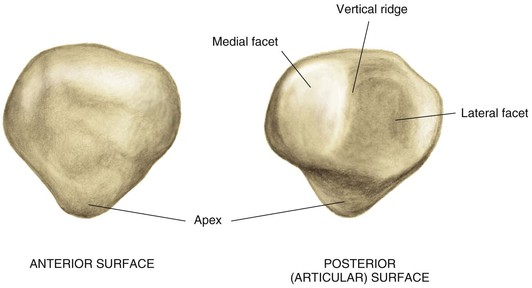 Vertical ridge
Medial facet
Lateral facet
Apex
ANTERIOR SURFACE
POSTERIOR
(ARTICULAR) SURFACE